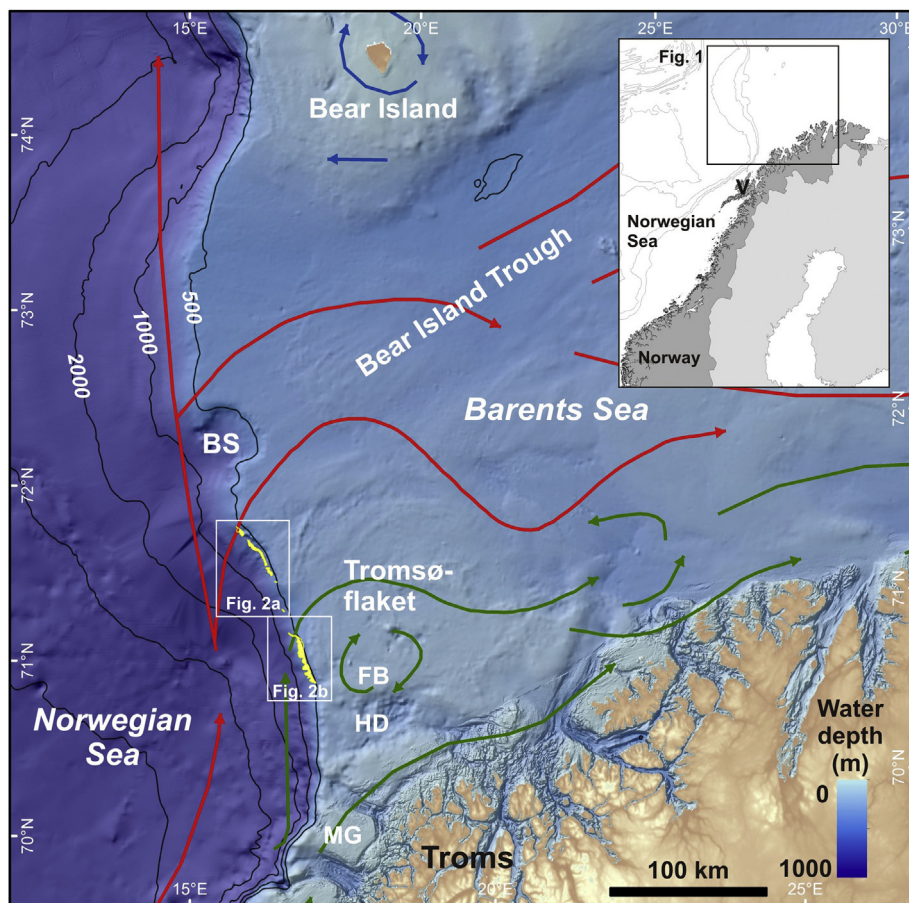 15°E
20°E
25°E
30°E
Fig. 1
V
Norwegian
Sea
Norway
Bear Island
74°N
73°N
Bear Island Trough
500
1000
2000
73°N
72°N
Barents Sea
BS
72°N
Tromsø-
flaket
Fig. 2a
71°N
71°N
FB
Fig. 2b
HD
Norwegian
Sea
Water
depth
(m)
0
1000
70°N
70°N
MG
Troms
100 km
15°E
20°E
25°E